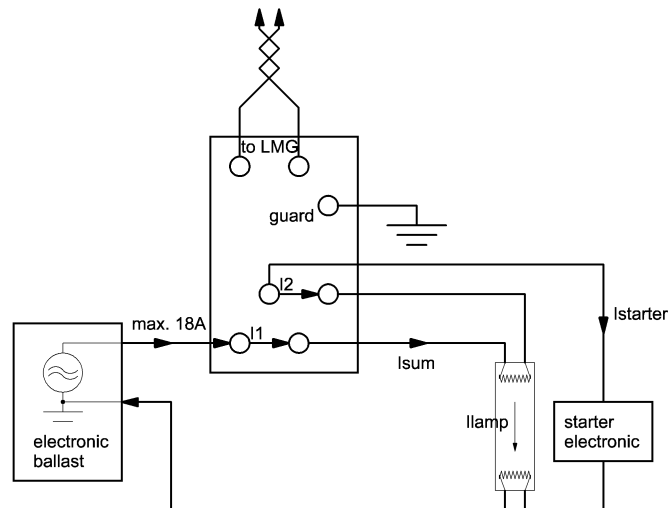 to LMG
guard
I2
Istarter
max. 18A
I1
Isum
Ilamp
starter
electronic
electronic
ballast